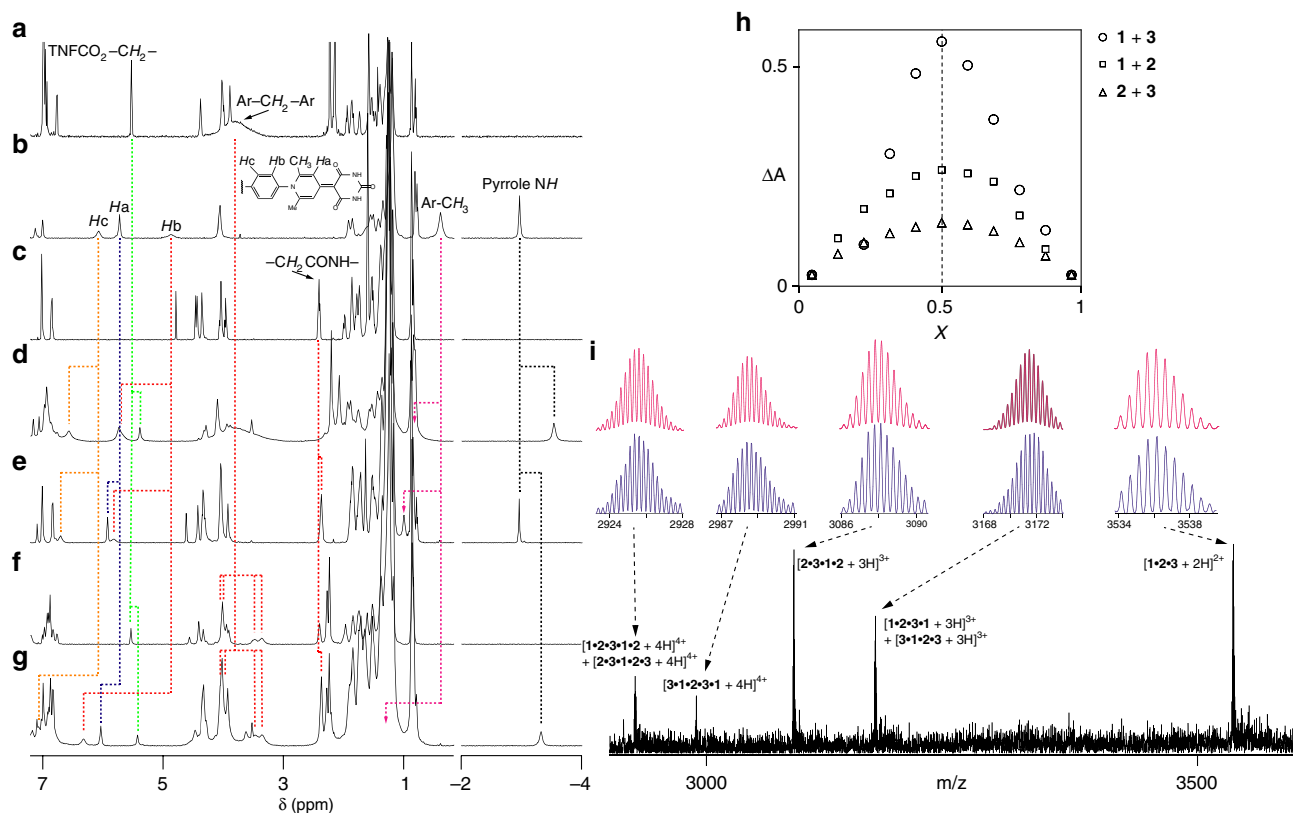 a
TNFCO2–CH2–
Ar–CH2–Ar
b
Hc
Hb
CH3
Ha
N
Me
O
NH
O
NH
O
Hc
Ha
Hb
Ar-CH3
Pyrrole NH
c
–CH2CONH–
d
e
f
g
7
5
3
1
–2
–4
δ (ppm)
h
0.5
ΔA
0
0
0.5
1
X
1 + 3
1 + 2
2 + 3
i
2924
2928
2987
2991
3086
3090
3168
3172
3534
3538
[2•3•1•2 + 3H]3+
[1•2•3 + 2H]2+
[1•2•3•1 + 3H]3+
+ [3•1•2•3 + 3H]3+
[1•2•3•1•2 + 4H]4+
+ [2•3•1•2•3 + 4H]4+
[3•1•2•3•1 + 4H]4+
3000
m/z
3500